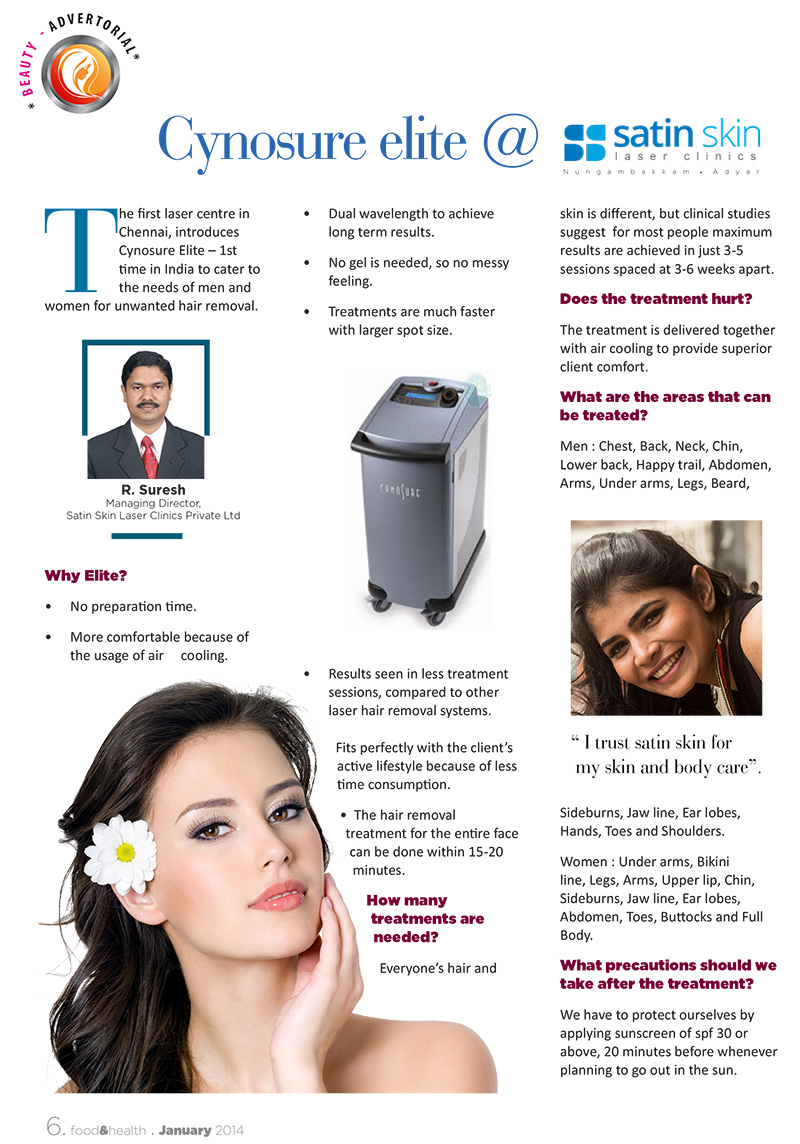 * BEAUTY - ADVERTORIAL *
Cynosure elite @
satin skin
laser clinics
Nungambakkam . Adyar
The first laser centre in
Chennai, introduces
Cynosure Elite – 1st
time in India to cater to
the needs of men and
women for unwanted hair removal.
R. Suresh
Managing Director,
Satin Skin Laser Clinics Private Ltd
Why Elite?
• No preparation time.
• More comfortable because of
the usage of air cooling.
• Dual wavelength to achieve
long term results.
• No gel is needed, so no messy
feeling.
• Treatments are much faster
with larger spot size.
CYNOSURE
• Results seen in less treatment
sessions, compared to other
laser hair removal systems.
Fits perfectly with the client’s
active lifestyle because of less
time consumption.
• The hair removal
treatment for the entire face
can be done within 15-20
minutes.
How many
treatments are
needed?
Everyone’s hair and
skin is different, but clinical studies
suggest for most people maximum
results are achieved in just 3-5
sessions spaced at 3-6 weeks apart.
Does the treatment hurt?
The treatment is delivered together
with air cooling to provide superior
client comfort.
What are the areas that can
be treated?
Men : Chest, Back, Neck, Chin,
Lower back, Happy trail, Abdomen,
Arms, Under arms, Legs, Beard,
“ I trust satin skin for
my skin and body care”.
Sideburns, Jaw line, Ear lobes,
Hands, Toes and Shoulders.
Women : Under arms, Bikini
line, Legs, Arms, Upper lip, Chin,
Sideburns, Jaw line, Ear lobes,
Abdomen, Toes, Buttocks and Full
Body.
What precautions should we
take after the treatment?
We have to protect ourselves by
applying sunscreen of spf 30 or
above, 20 minutes before whenever
planning to go out in the sun.
6. food&health . January 2014